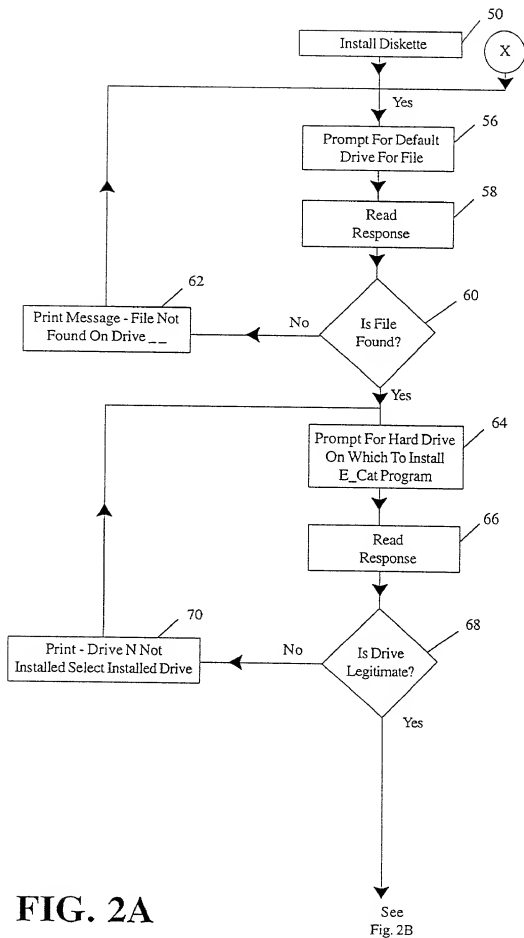 50
Install Diskette
X
Yes
56
Prompt For Default
Drive For File
58
Read
Response
62
60
Print Message - File Not
Found On Drive _ _
No
Is File
Found?
Yes
64
Prompt For Hard Drive
On Which To Install
E_Cat Program
66
Read
Response
70
68
Print - Drive N Not
Installed Select Installed Drive
No
Is Drive
Legitimate?
Yes
FIG. 2A
See
Fig. 2B